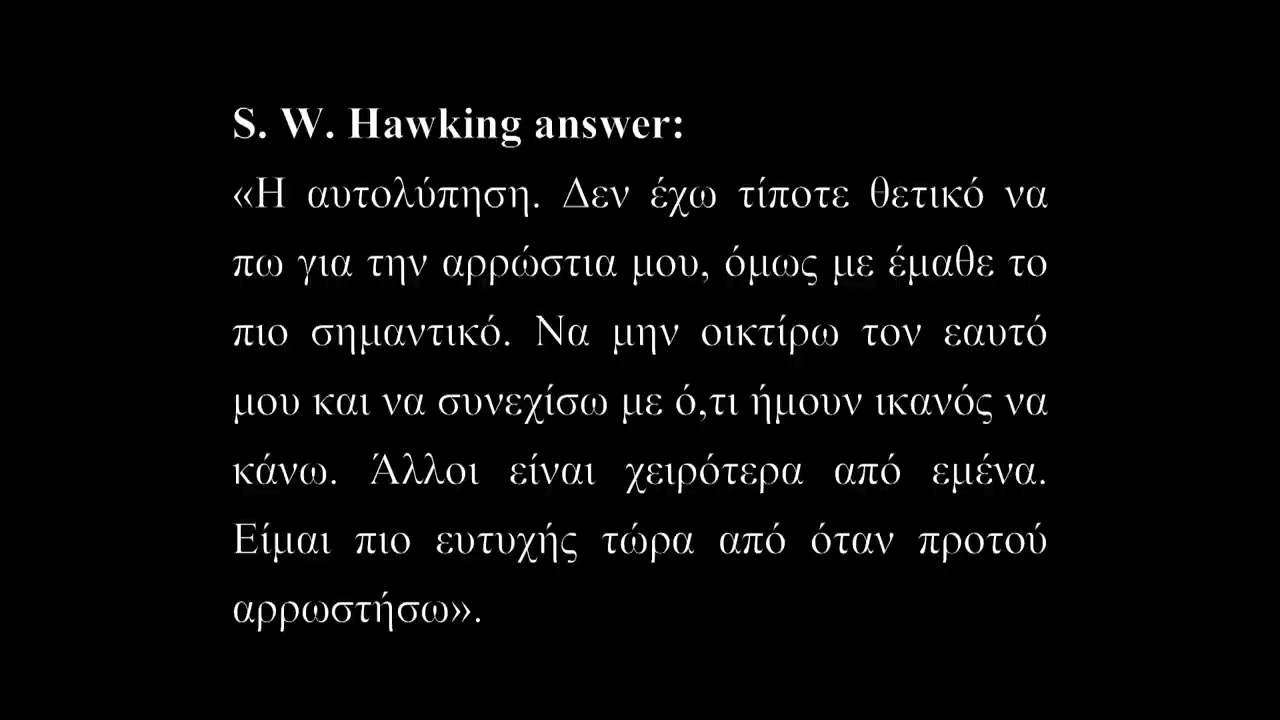 S. W. Hawking answer:
«Η αυτολύπηση. Δεν έχω τίποτε θετικό να
πω για την αρρώστια μου, όμως με έμαθε το
πιο σημαντικό. Να μην οικτίρω τον εαυτό
μου και να συνεχίσω με ό,τι ήμουν ικανός να
κάνω. Άλλοι είναι χειρότερα από εμένα.
Είμαι πιο ευτυχής τώρα από όταν προτού
αρρωστήσω».